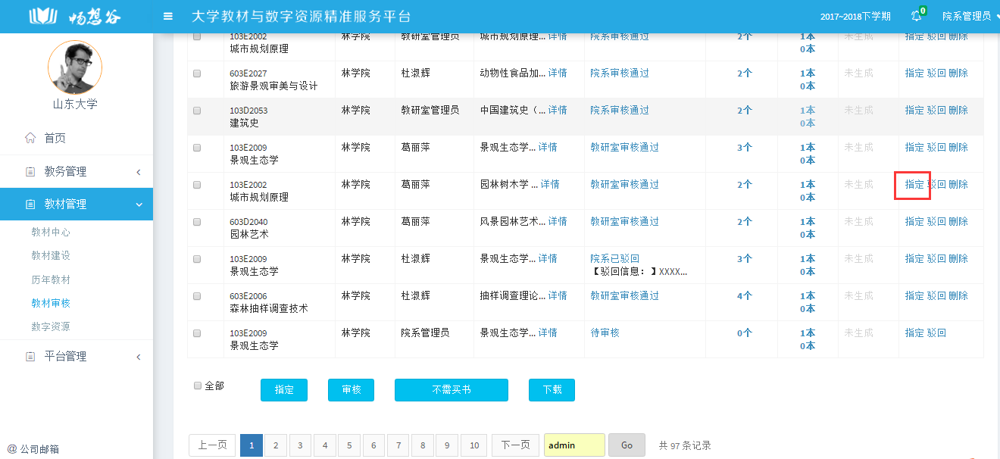 畅想谷 大学教材与数字资源精准服务平台 2017~2018下学期 0 院系管理员
山东大学
首页
教务管理
教材管理
教材中心
教材建设
历年教材
教材审核
数字资源
平台管理
@ 公司邮箱
103E2002 林学院 教研室管理员 城市规划原理... 详情 院系审核通过 2个 1本 未生成 指定 驳回 删除
城市规划原理 0本
603E2027 林学院 杜淑辉 动物性食品加... 详情 院系审核通过 2个 1本 未生成 指定 驳回 删除
旅游景观审美与设计 0本
103D2053 林学院 教研室管理员 中国建筑史（... 详情 院系审核通过 2个 1本 未生成 指定 驳回 删除
建筑史 0本
103E2009 林学院 葛丽萍 景观生态学... 详情 教研室审核通过 3个 1本 未生成 指定 驳回 删除
景观生态学 0本
103E2002 林学院 葛丽萍 园林树木学 ... 详情 教研室审核通过 2个 1本 未生成 指定 驳回 删除
城市规划原理 0本
603D2040 林学院 葛丽萍 风景园林艺术... 详情 教研室审核通过 2个 1本 未生成 指定 驳回 删除
园林艺术 0本
103E2009 林学院 杜淑辉 景观生态学... 详情 院系已驳回 3个 1本 未生成 指定 驳回 删除
景观生态学 【驳回信息：】XXXX... 0本
603E2006 林学院 杜淑辉 抽样调查理论... 详情 教研室审核通过 4个 1本 未生成 指定 驳回 删除
森林抽样调查技术 0本
103E2009 林学院 院系管理员 景观生态学... 详情 待审核 0个 1本 未生成 指定 驳回
景观生态学 0本
全部 指定 审核 不需买书 下载
上一页 1 2 3 4 5 6 7 8 9 10 下一页 admin Go 共 97 条记录